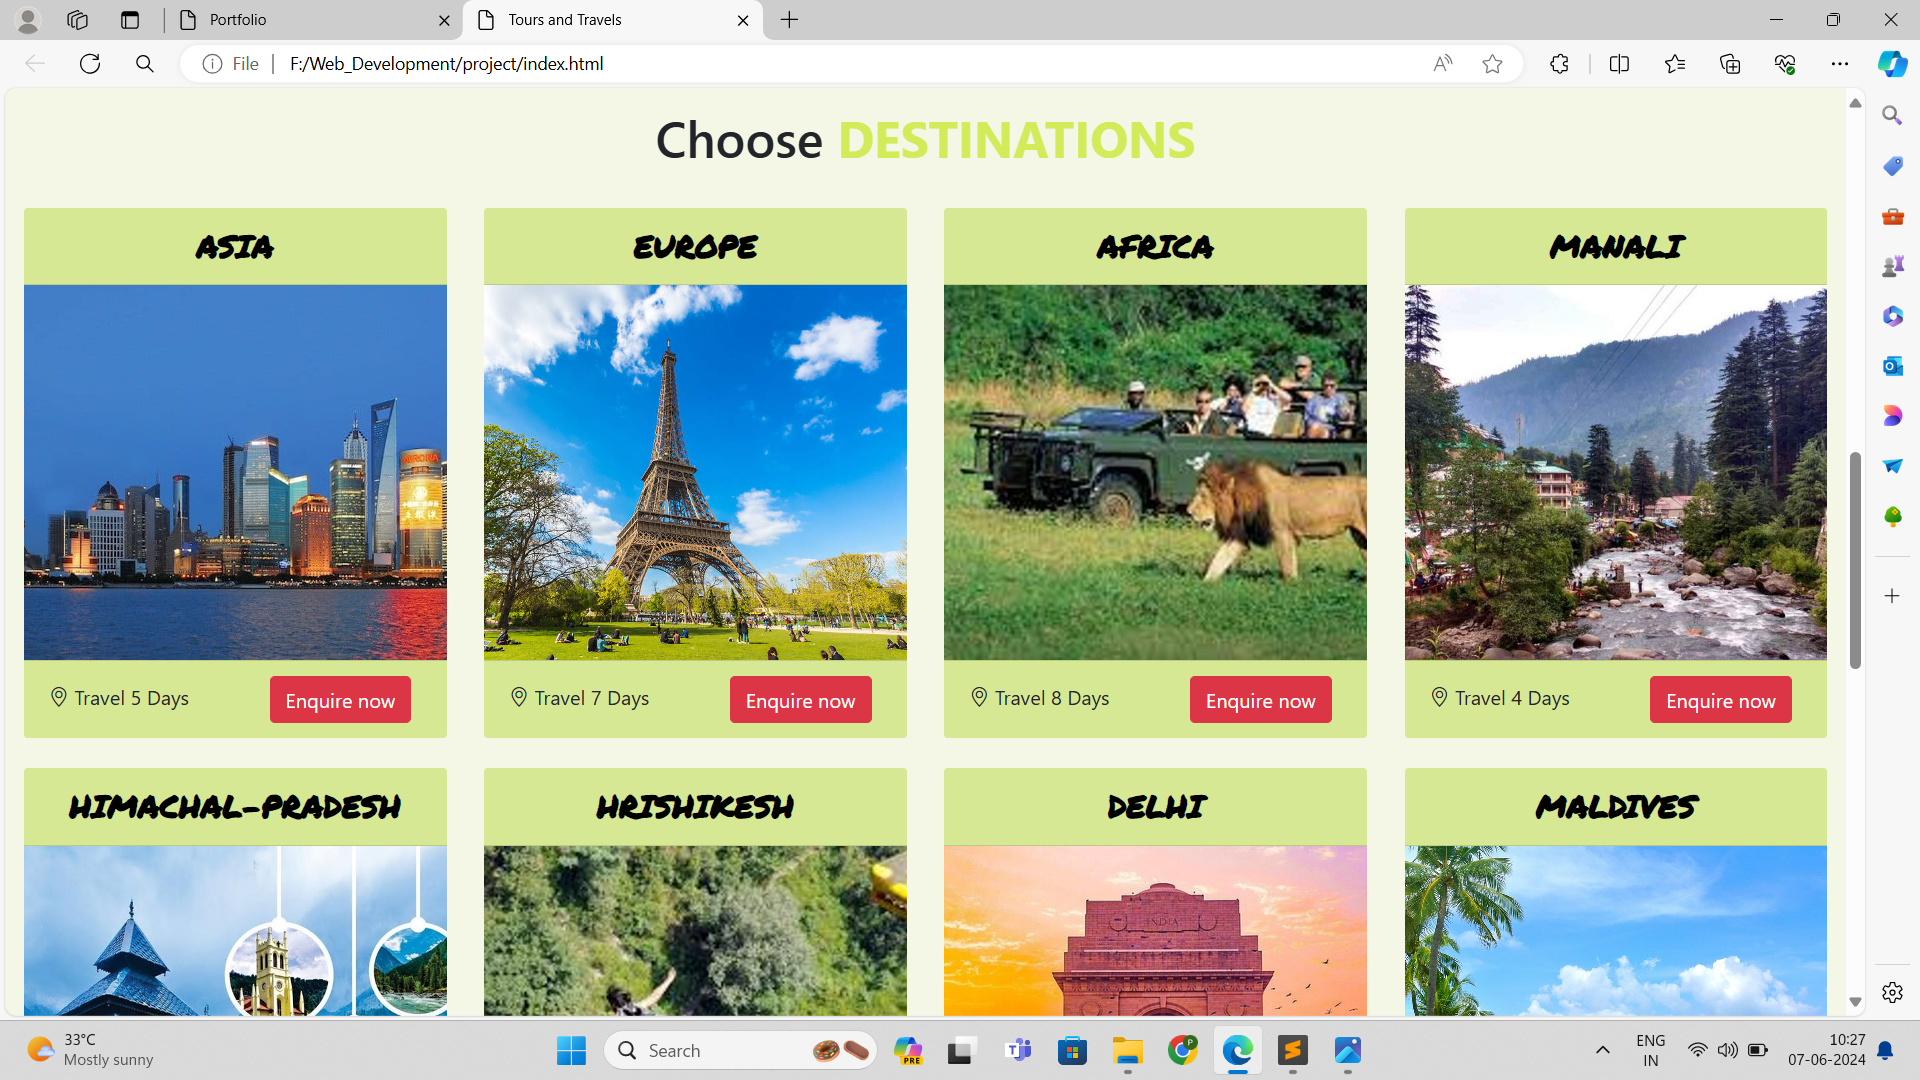 Portfolio
Tours and Travels
File
F:/Web_Development/project/index.html
Choose DESTINATIONS
ASIA
EUROPE
AFRICA
MANALI
Travel 5 Days
Enquire now
Travel 7 Days
Enquire now
Travel 8 Days
Enquire now
Travel 4 Days
Enquire now
HIMACHAL-PRADESH
HRISHIKESH
DELHI
MALDIVES
INDIA
33°C
Mostly sunny
Search
PRE
ENG
IN
10:27
07-06-2024